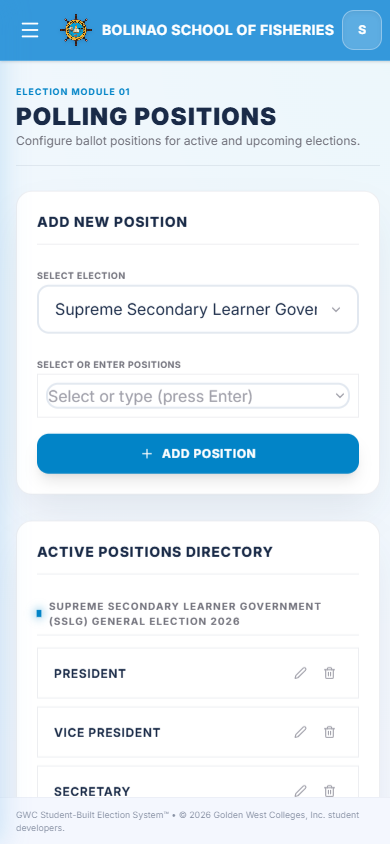 BOLINAO SCHOOL OF FISHERIES
S
ELECTION MODULE 01
POLLING POSITIONS
Configure ballot positions for active and upcoming elections.
ADD NEW POSITION
SELECT ELECTION
Supreme Secondary Learner Gover
SELECT OR ENTER POSITIONS
Select or type (press Enter)
+ ADD POSITION
ACTIVE POSITIONS DIRECTORY
SUPREME SECONDARY LEARNER GOVERNMENT
(SSLG) GENERAL ELECTION 2026
PRESIDENT
VICE PRESIDENT
SECRETARY
GWC Student-Built Election System™ • © 2026 Golden West Colleges, Inc. student
developers.